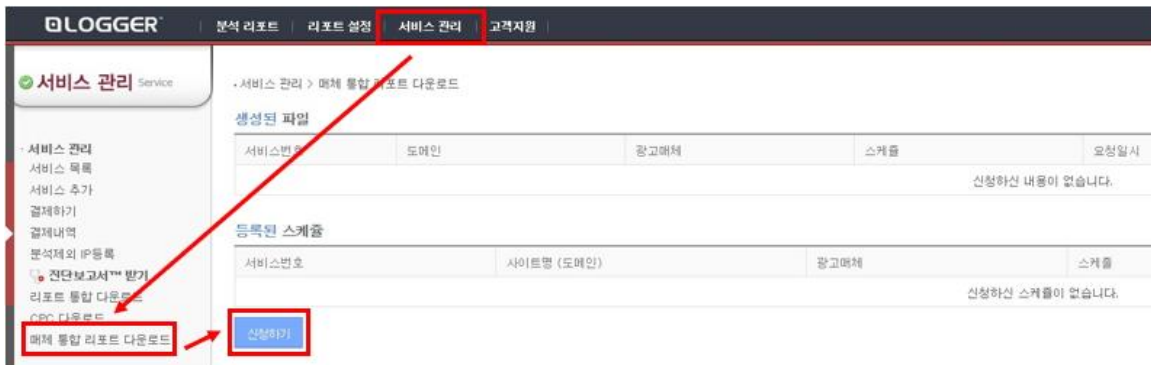 LOGGER
분석 리포트 | 리포트 설정 | 서비스 관리 | 고객지원
서비스 관리 Service
서비스 관리 > 매체 통합 리포트 다운로드
생성된 파일
서비스번호 도메인 광고매체 스케쥴 요청일시
신청하신 내용이 없습니다.
등록된 스케쥴
서비스번호 사이트명 (도메인) 광고매체 스케쥴
신청하신 스케쥴이 없습니다.
신청하기
서비스 관리
서비스 목록
서비스 추가
결제하기
결제내역
분석제외 IP등록
진단보고서™ 받기
리포트 통합 다운로드
CPC 다운로드
매체 통합 리포트 다운로드